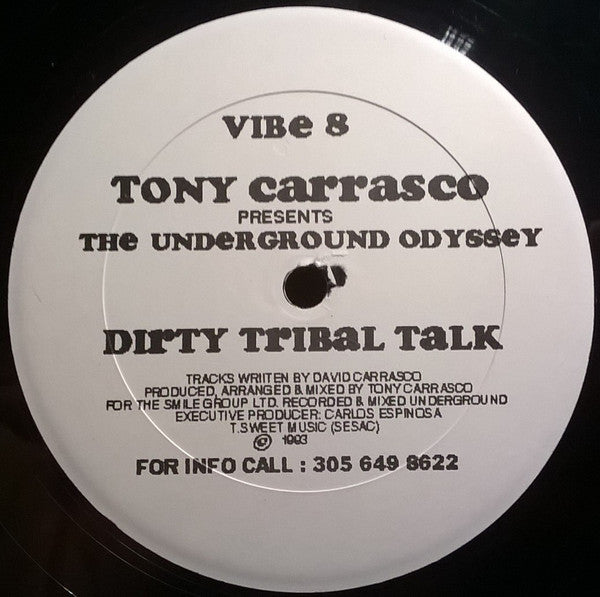 VIBe 8
TONY carrasco
PRESENTS
THe UNDeRGROUND ODYSSeY
DIrTY TrIBaL TaLK
TRACKS WRIITEN BY DAVID CARRASCO
PRODUCED, ARRANGED & MIXED BY TONY CARRASCO
FOR THE SMILE GROUP LTD. RECORDED & MIXED UNDERGROUND
EXECUTIVE PRODUCER: CARLOS ESPINOSA
T.SWEET MUSIC (SESAC)
© 1993
FOR INFO CALL : 305 649 8622